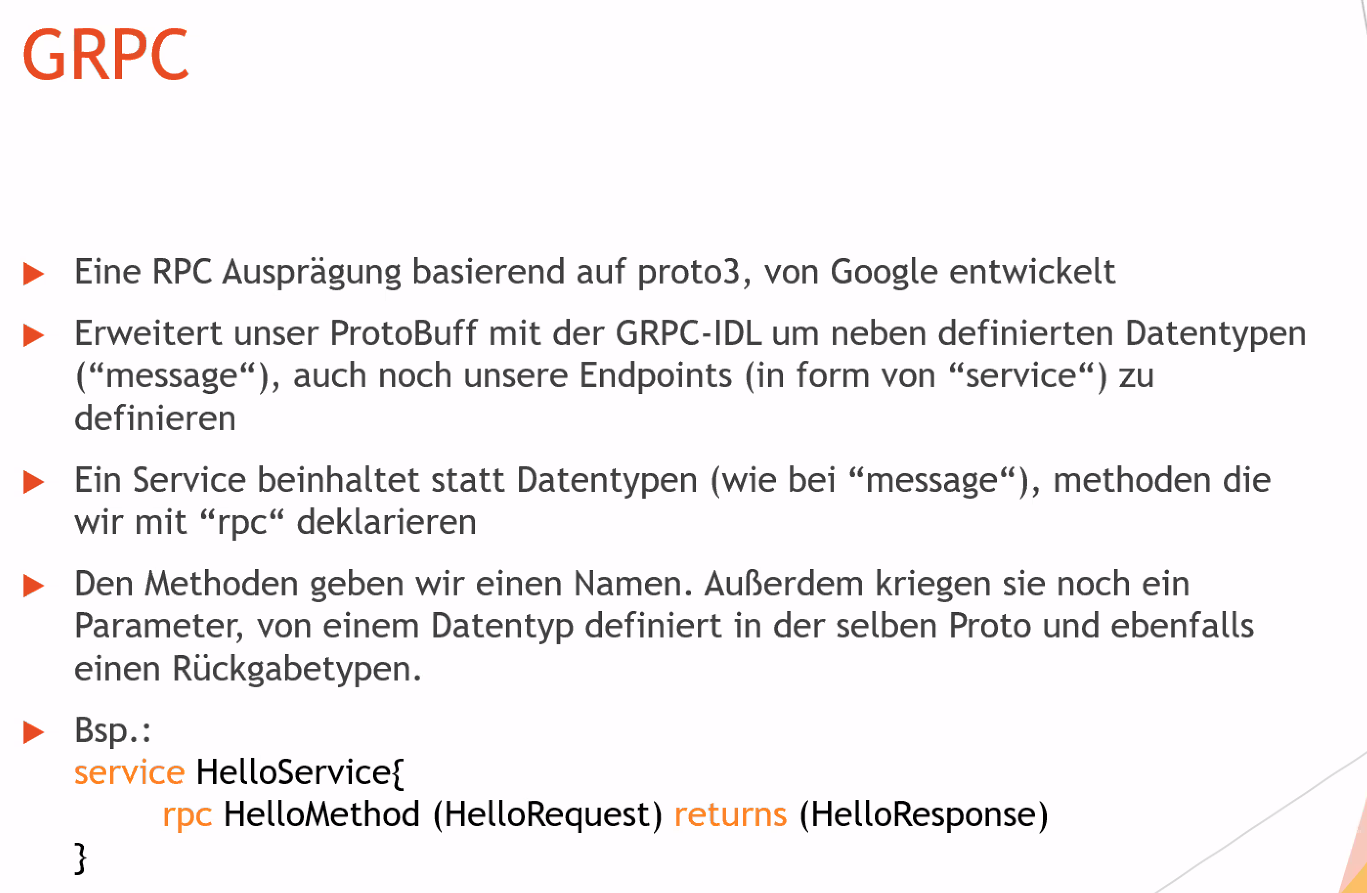 GRPC
Eine RPC Ausprägung basierend auf proto3, von Google entwickelt
Erweitert unser ProtoBuff mit der GRPC-IDL um neben definierten Datentypen
(“message“), auch noch unsere Endpoints (in form von “service“) zu
definieren
Ein Service beinhaltet statt Datentypen (wie bei “message“), methoden die
wir mit “rpc“ deklarieren
Den Methoden geben wir einen Namen. Außerdem kriegen sie noch ein
Parameter, von einem Datentyp definiert in der selben Proto und ebenfalls
einen Rückgabetypen.
Bsp.:
service HelloService{
rpc HelloMethod (HelloRequest) returns (HelloResponse)
}